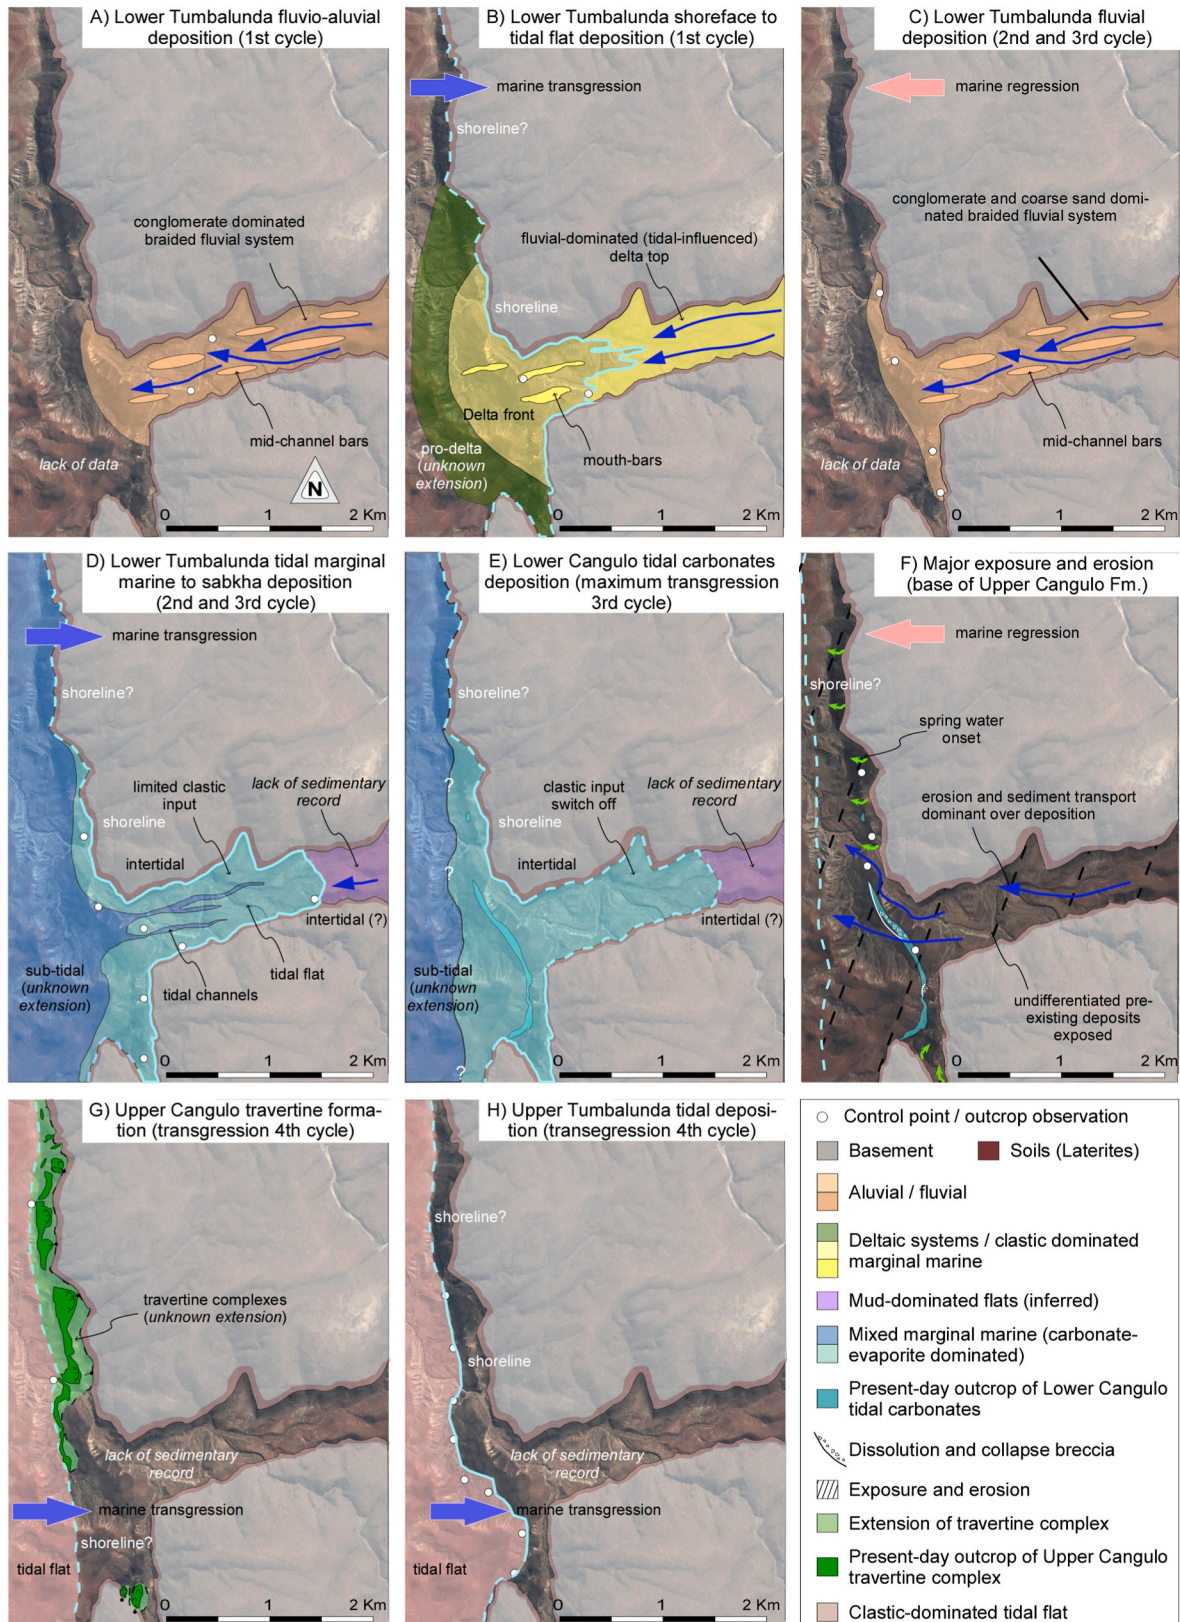 A) Lower Tumbalunda fluvio-aluvial
deposition (1st cycle)
conglomerate dominated
braided fluvial system
mid-channel bars
lack of data
N
0 1 2 Km
B) Lower Tumbalunda shoreface to
tidal flat deposition (1st cycle)
marine transgression
shoreline?
fluvial-dominated (tidal-influenced)
delta top
shoreline
Delta front
pro-delta
(unknown
extension)
mouth-bars
0 1 2 Km
C) Lower Tumbalunda fluvial
deposition (2nd and 3rd cycle)
marine regression
conglomerate and coarse sand domi-
nated braided fluvial system
mid-channel bars
lack of data
0 1 2 Km
D) Lower Tumbalunda tidal marginal
marine to sabkha deposition
(2nd and 3rd cycle)
marine transgression
shoreline?
limited clastic
input
lack of sedimentary
record
shoreline
intertidal
intertidal (?)
sub-tidal
(unknown
extension)
tidal flat
tidal channels
0 1 2 Km
E) Lower Cangulo tidal carbonates
deposition (maximum transgression
3rd cycle)
shoreline?
clastic input
switch off
lack of sedimentary
record
?
shoreline
intertidal
?
intertidal (?)
sub-tidal
(unknown
extension)
?
0 1 2 Km
F) Major exposure and erosion
(base of Upper Cangulo Fm.)
marine regression
shoreline?
spring water
onset
erosion and sediment transport
dominant over deposition
undifferentiated pre-
existing deposits
exposed
0 1 2 Km
G) Upper Cangulo travertine forma-
tion (transgression 4th cycle)
travertine complexes
(unknown extension)
lack of sedimentary
record
marine transgression
shoreline?
tidal flat
0 1 2 Km
H) Upper Tumbalunda tidal deposi-
tion (transegression 4th cycle)
shoreline?
shoreline
lack of sedimentary
record
marine transgression
tidal flat
0 1 2 Km
Control point / outcrop observation
Basement
Soils (Laterites)
Aluvial / fluvial
Deltaic systems / clastic dominated
marginal marine
Mud-dominated flats (inferred)
Mixed marginal marine (carbonate-
evaporite dominated)
Present-day outcrop of Lower Cangulo
tidal carbonates
Dissolution and collapse breccia
Exposure and erosion
Extension of travertine complex
Present-day outcrop of Upper Cangulo
travertine complex
Clastic-dominated tidal flat